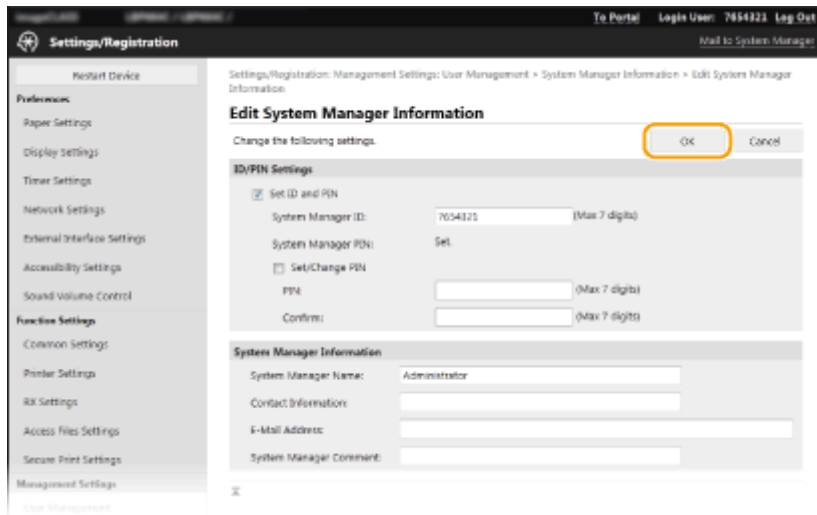 To Portal Login User: 7654321 Log Out
Settings/Registration
Mail to System Manager
Restart Device
Preferences
Paper Settings
Display Settings
Timer Settings
Network Settings
External Interface Settings
Accessibility Settings
Sound Volume Control
Function Settings
Common Settings
Printer Settings
RX Settings
Access Files Settings
Secure Print Settings
Management Settings
User Management
Settings/Registration: Management Settings: User Management > System Manager Information > Edit System Manager
Information
Edit System Manager Information
Change the following settings.
OK Cancel
ID/PIN Settings
Set ID and PIN
System Manager ID: 7654321 (Max 7 digits)
System Manager PIN: Set
Set/Change PIN
PIN: (Max 7 digits)
Confirm: (Max 7 digits)
System Manager Information
System Manager Name: Administrator
Contact Information:
E-Mail Address:
System Manager Comment: